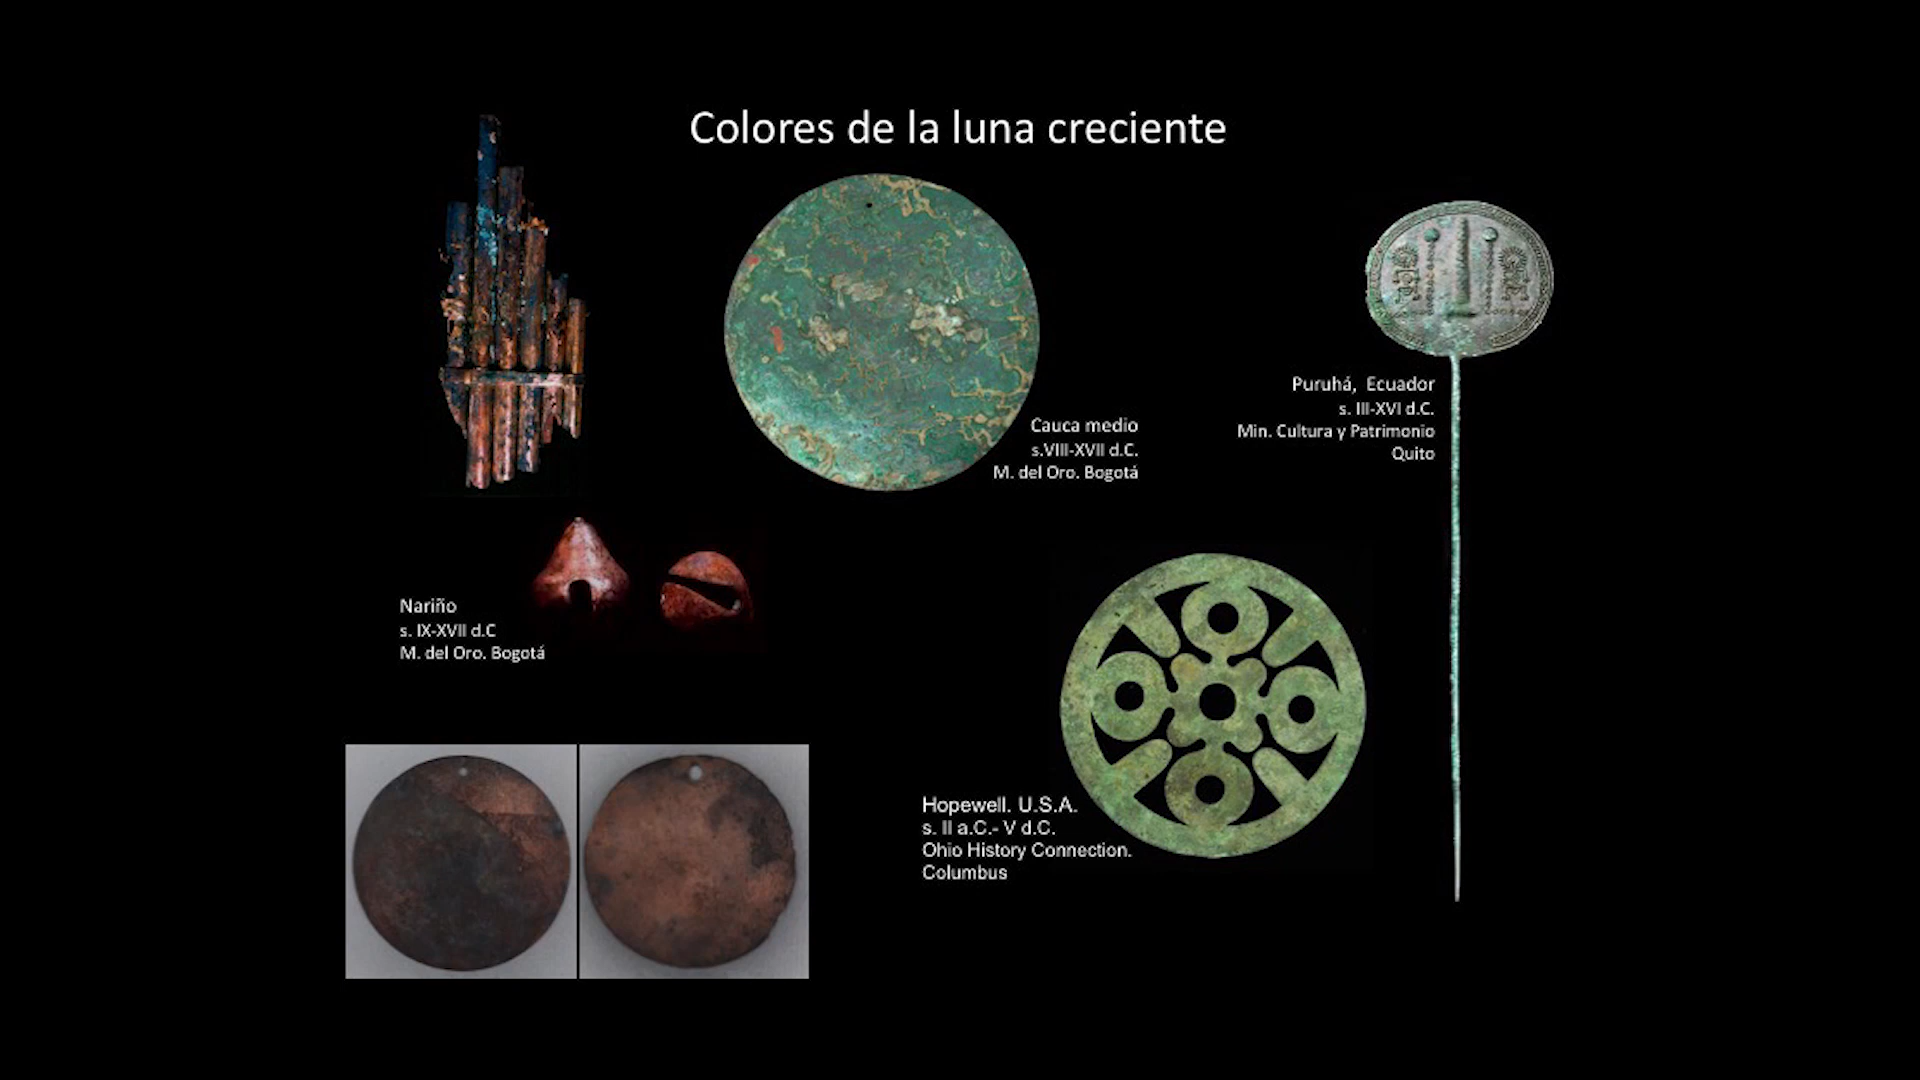 Colores de la luna creciente
Cauca medio
s.VIII-XVII d.C.
M. del Oro. Bogotá
Puruhá, Ecuador
s. III-XVI d.C.
Min. Cultura y Patrimonio
Quito
Nariño
s. IX-XVII d.C
M. del Oro. Bogotá
Hopewell. U.S.A.
s. II a.C.- V d.C.
Ohio History Connection.
Columbus